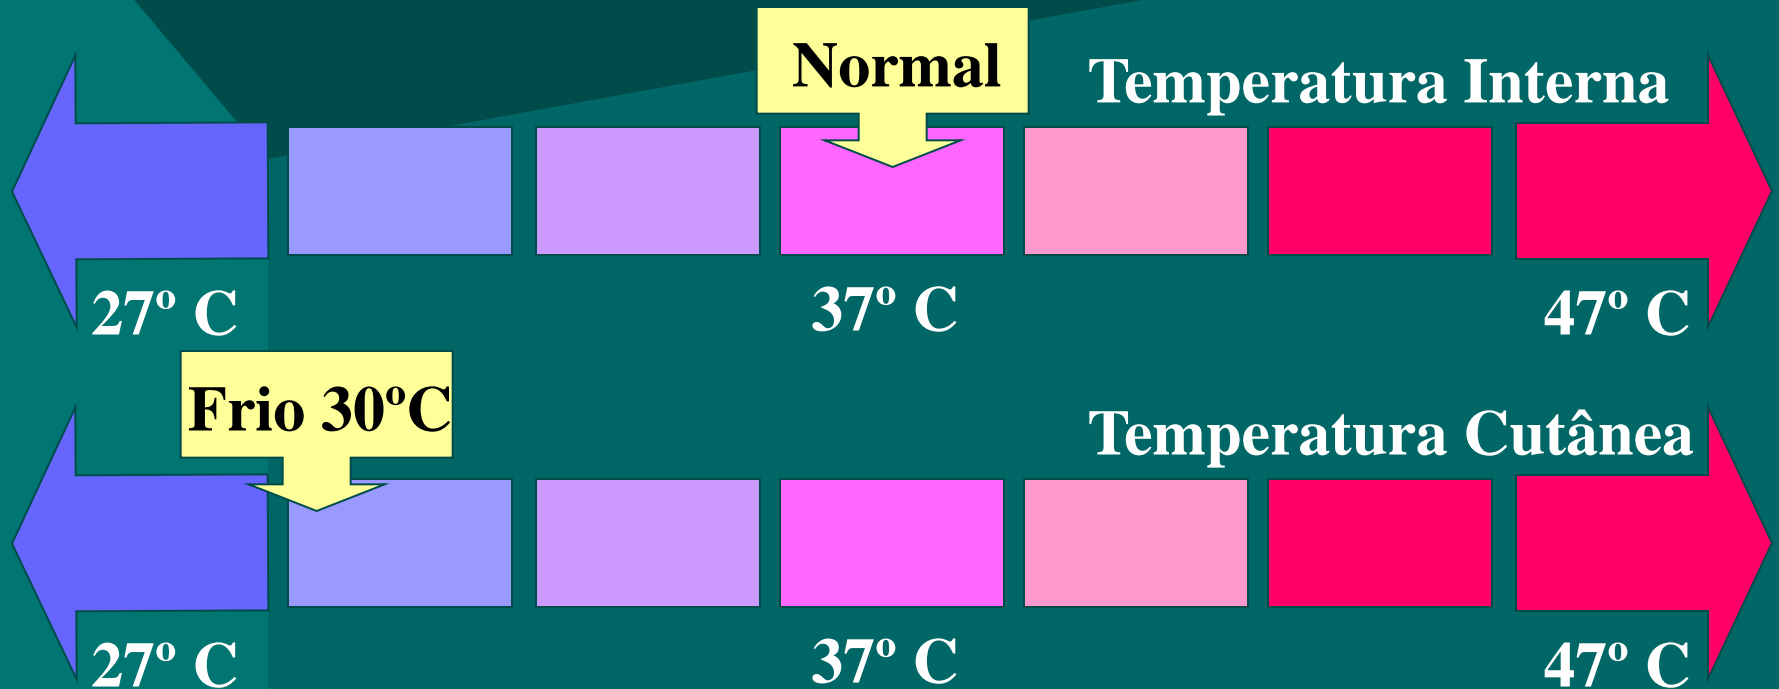 Normal
Temperatura Interna
27º C
37º C
47º C
Frio 30ºC
Temperatura Cutânea
27º C
37º C
47º C